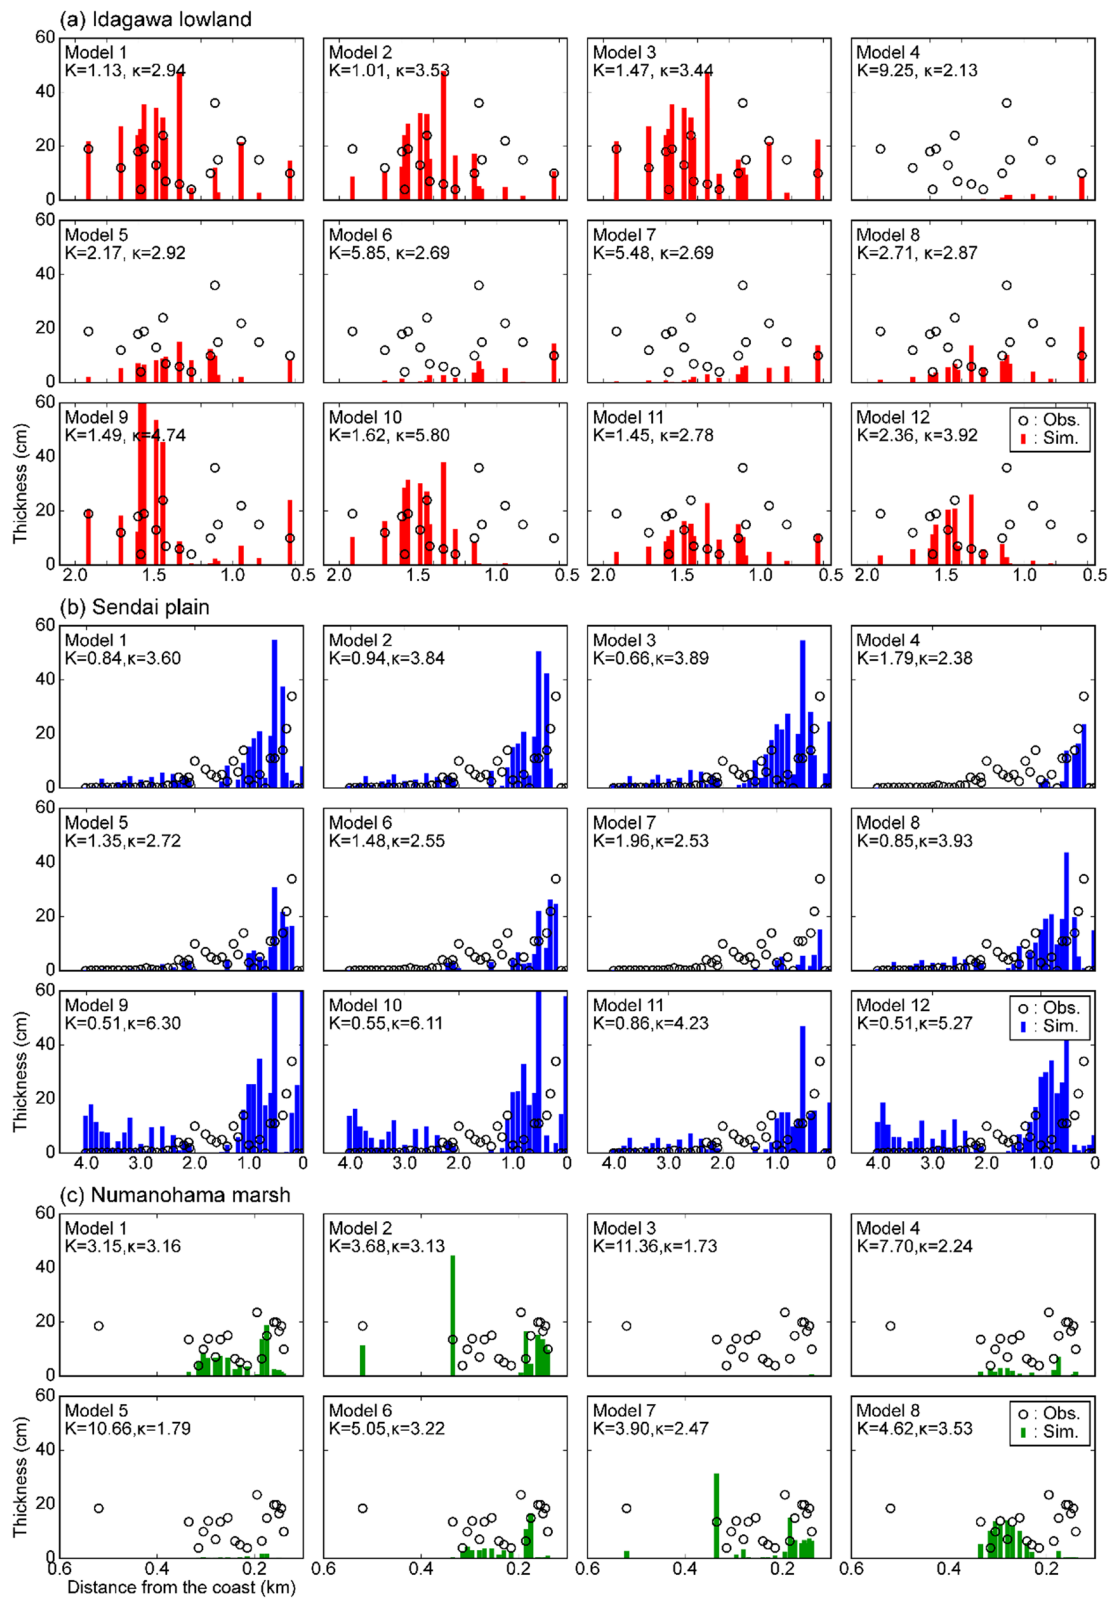 (a) Idagawa lowland
60
40
20
0
Model 1
K=1.13, κ=2.94
Model 2
K=1.01, κ=3.53
Model 3
K=1.47, κ=3.44
Model 4
K=9.25, κ=2.13
60
40
20
0
Model 5
K=2.17, κ=2.92
Model 6
K=5.85, κ=2.69
Model 7
K=5.48, κ=2.69
Model 8
K=2.71, κ=2.87
Thickness (cm)
60
40
20
0
Model 9
K=1.49, κ=4.74
Model 10
K=1.62, κ=5.80
Model 11
K=1.45, κ=2.78
Model 12
K=2.36, κ=3.92
: Obs.
: Sim.
2.0 1.5 1.0 0.5
2.0 1.5 1.0 0.5
2.0 1.5 1.0 0.5
2.0 1.5 1.0 0.5
(b) Sendai plain
60
40
20
0
Model 1
K=0.84,κ=3.60
Model 2
K=0.94,κ=3.84
Model 3
K=0.66,κ=3.89
Model 4
K=1.79,κ=2.38
60
40
20
0
Model 5
K=1.35,κ=2.72
Model 6
K=1.48,κ=2.55
Model 7
K=1.96,κ=2.53
Model 8
K=0.85,κ=3.93
Thickness (cm)
60
40
20
0
Model 9
K=0.51,κ=6.30
Model 10
K=0.55,κ=6.11
Model 11
K=0.86,κ=4.23
Model 12
K=0.51,κ=5.27
: Obs.
: Sim.
4.0 3.0 2.0 1.0 0
4.0 3.0 2.0 1.0 0
4.0 3.0 2.0 1.0 0
4.0 3.0 2.0 1.0 0
(c) Numanohama marsh
60
40
20
0
Model 1
K=3.15,κ=3.16
Model 2
K=3.68,κ=3.13
Model 3
K=11.36,κ=1.73
Model 4
K=7.70,κ=2.24
Thickness (cm)
60
40
20
0
Model 5
K=10.66,κ=1.79
Model 6
K=5.05,κ=3.22
Model 7
K=3.90,κ=2.47
Model 8
K=4.62,κ=3.53
: Obs.
: Sim.
0.6 0.4 0.2
0.4 0.2
0.4 0.2
0.4 0.2
Distance from the coast (km)